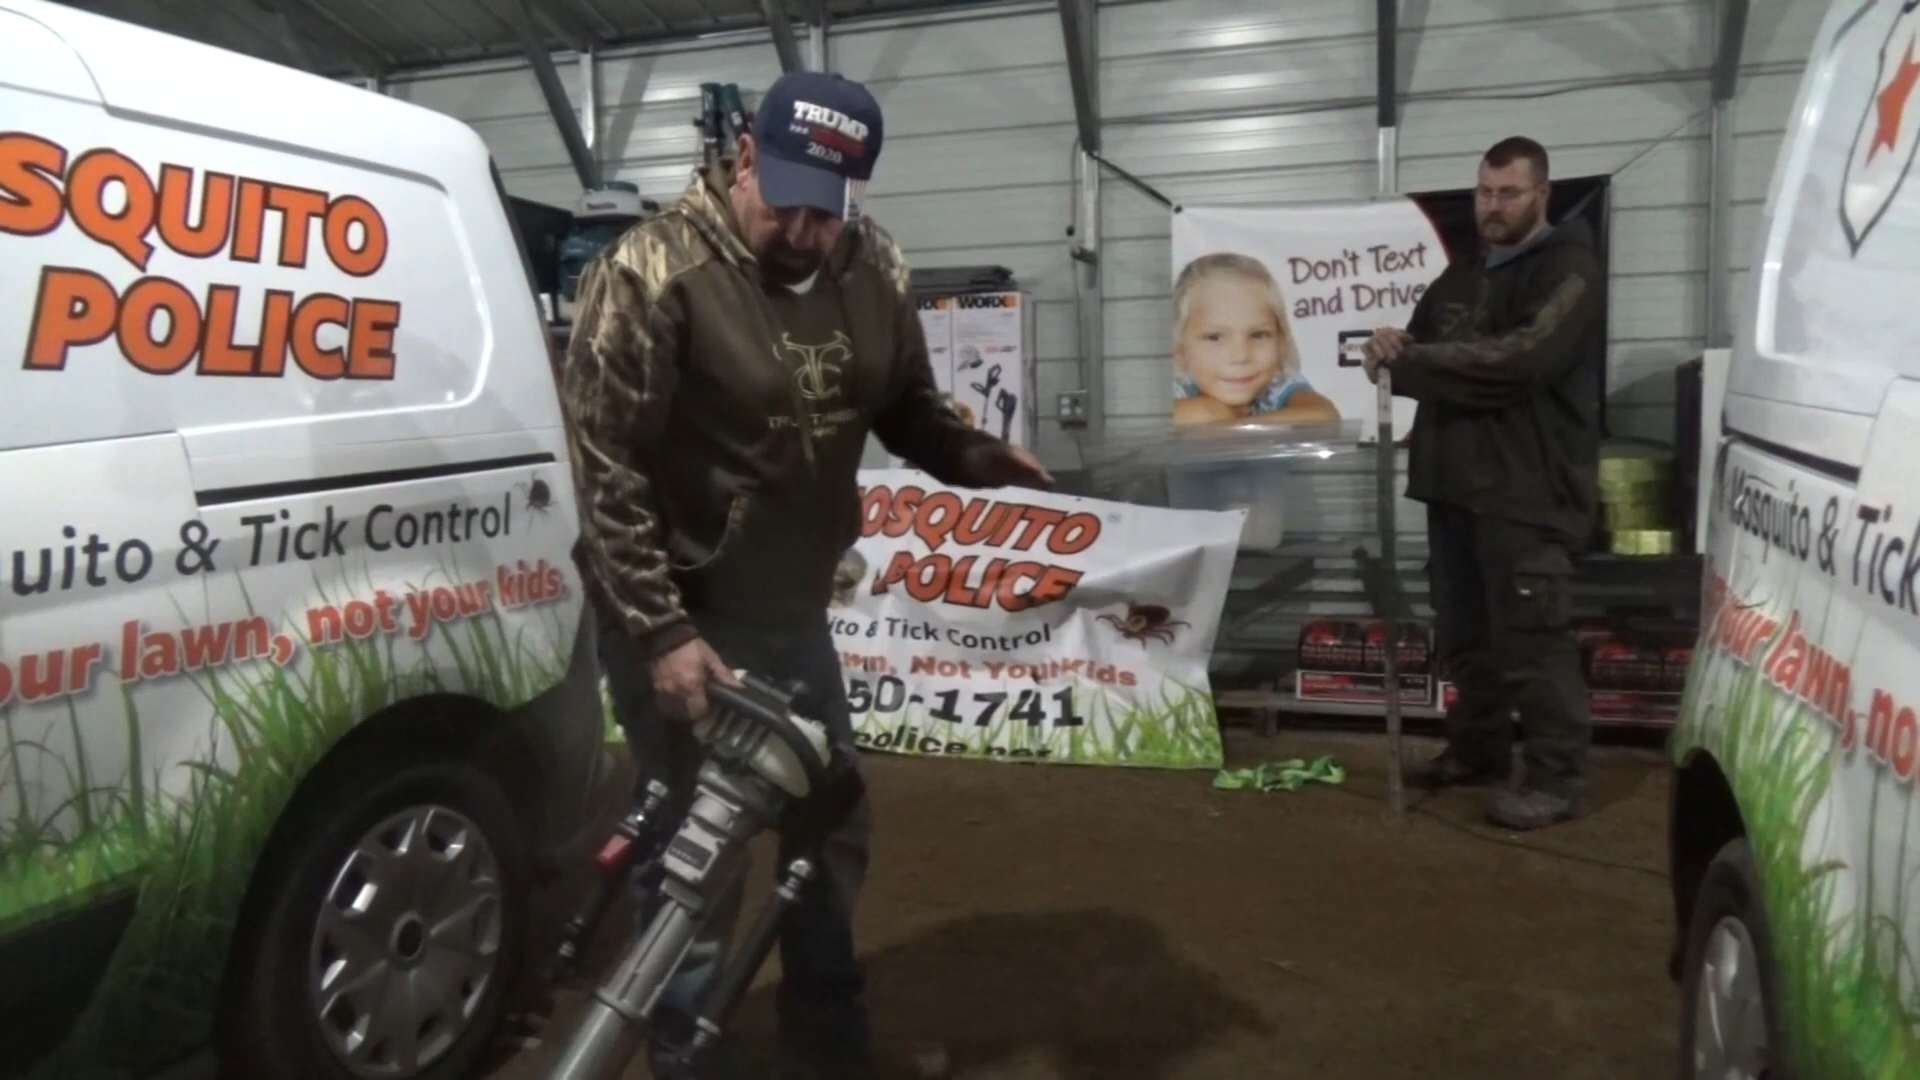 SQUITO
POLICE
uito & Tick Control
our lawn, not your kids.
TRUMP
2020
WORX
Don't Text
and Drive
OSQUITO
POLICE
ito & Tick Control
wn, Not Your Kids
50-1741
police.net
Mosquito & Tick
your lawn, no